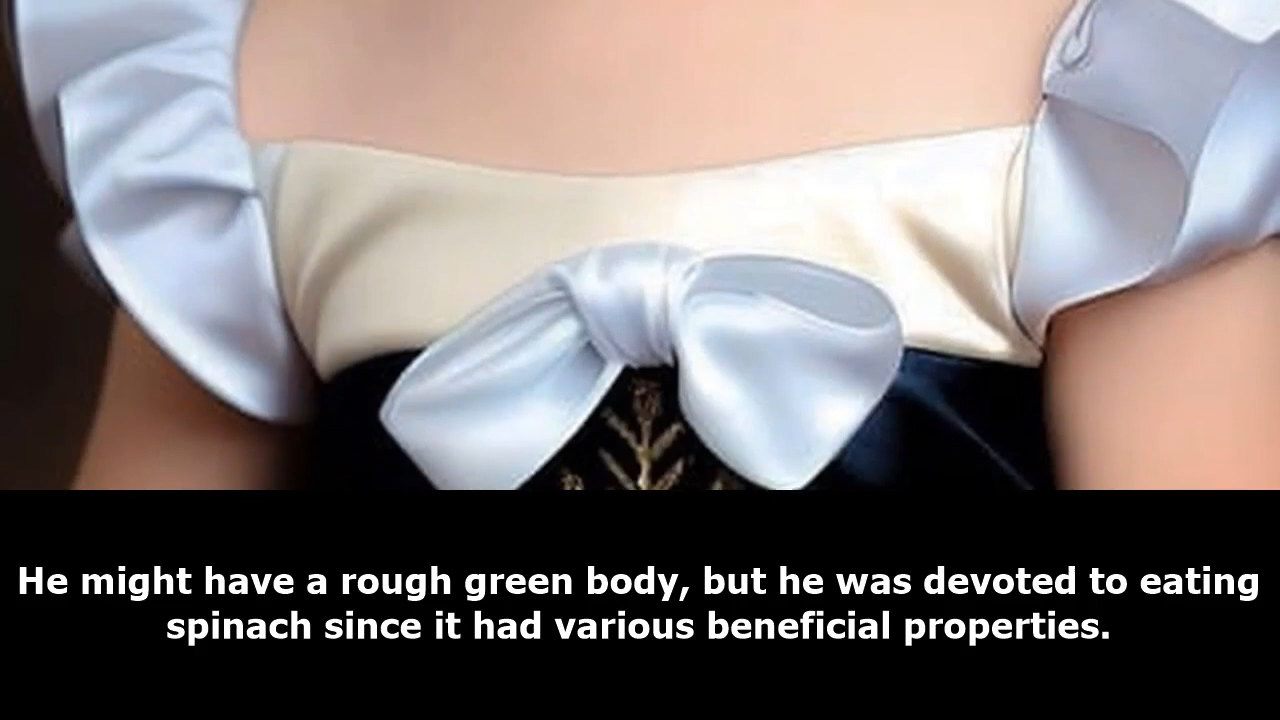 He might have a rough green body, but he was devoted to eating
spinach since it had various beneficial properties.